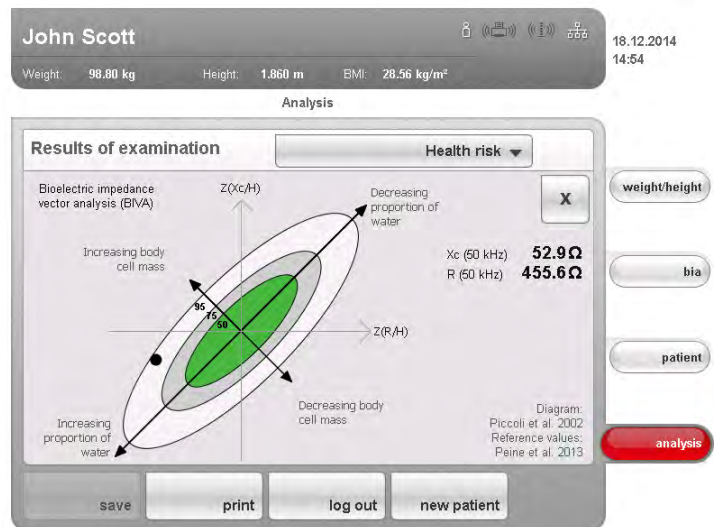 John Scott
Weight: 98.80 kg Height: 1.860 m BMI: 28.56 kg/m²
18.12.2014
14:54
Analysis
Results of examination
Health risk
Bioelectric impedance
vector analysis (BIVA)
Z(Xc/H)
Decreasing
proportion of
water
X
Increasing body
cell mass
Xc (50 kHz) 52.9Ω
R (50 kHz) 455.6Ω
95
75
50
Z(R/H)
Decreasing body
cell mass
Increasing
proportion of
water
Diagram:
Piccoli et al. 2002
Reference values:
Peine et al. 2013
weight/height
bia
patient
analysis
save
print
log out
new patient